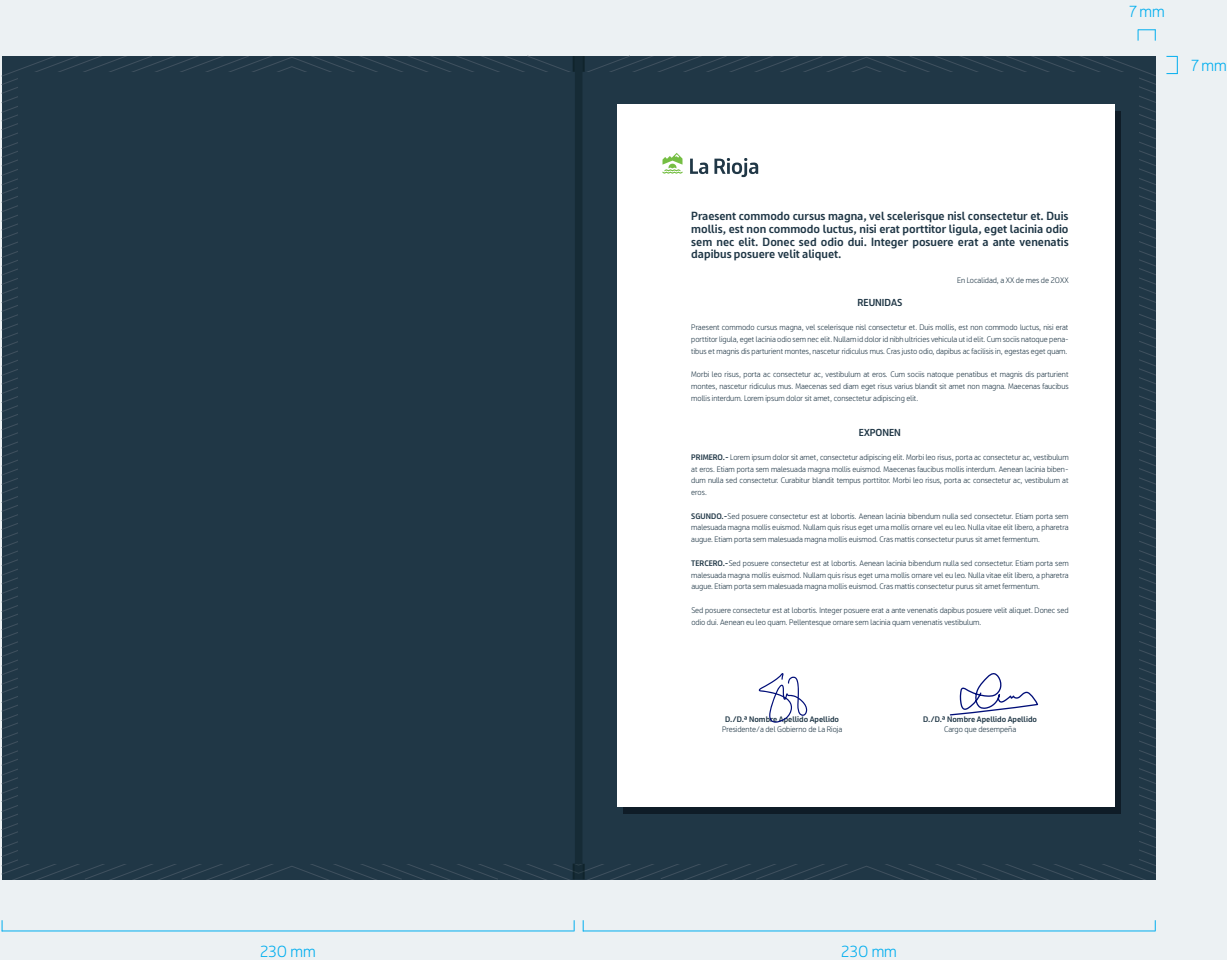 7 mm
7 mm
La Rioja
Praesent commodo cursus magna, vel scelerisque nisl consectetur et. Duis
mollis, est non commodo luctus, nisi erat porttitor ligula, eget lacinia odio
sem nec elit. Donec sed odio dui. Integer posuere erat a ante venenatis
dapibus posuere velit aliquet.
En Localidad, a XX de mes de 20XX
REUNIDAS
Praesent commodo cursus magna, vel scelerisque nisl consectetur et. Duis mollis, est non commodo luctus, nisi erat
porttitor ligula, eget lacinia odio sem nec elit. Nullam id dolor id nibh ultricies vehicula ut id elit. Cum sociis natoque pena-
tibus et magnis dis parturient montes, nascetur ridiculus mus. Cras justo odio, dapibus ac facilisis in, egestas eget quam.
Morbi leo risus, porta ac consectetur ac, vestibulum at eros. Cum sociis natoque penatibus et magnis dis parturient
montes, nascetur ridiculus mus. Maecenas sed diam eget risus varius blandit sit amet non magna. Maecenas faucibus
mollis interdum. Lorem ipsum dolor sit amet, consectetur adipiscing elit.
EXPONEN
PRIMERO.- Lorem ipsum dolor sit amet, consectetur adipiscing elit. Morbi leo risus, porta ac consectetur ac, vestibulum
at eros. Etiam porta sem malesuada magna mollis euismod. Maecenas faucibus mollis interdum. Aenean lacinia biben-
dum nulla sed consectetur. Curabitur blandit tempus porttitor. Morbi leo risus, porta ac consectetur ac, vestibulum at
eros.
SGUNDO.-Sed posuere consectetur est at lobortis. Aenean lacinia bibendum nulla sed consectetur. Etiam porta sem
malesuada magna mollis euismod. Nullam quis risus eget urna mollis ornare vel eu leo. Nulla vitae elit libero, a pharetra
augue. Etiam porta sem malesuada magna mollis euismod. Cras mattis consectetur purus sit amet fermentum.
TERCERO.-Sed posuere consectetur est at lobortis. Aenean lacinia bibendum nulla sed consectetur. Etiam porta sem
malesuada magna mollis euismod. Nullam quis risus eget urna mollis ornare vel eu leo. Nulla vitae elit libero, a pharetra
augue. Etiam porta sem malesuada magna mollis euismod. Cras mattis consectetur purus sit amet fermentum.
Sed posuere consectetur est at lobortis. Integer posuere erat a ante venenatis dapibus posuere velit aliquet. Donec sed
odio dui. Aenean eu leo quam. Pellentesque ornare sem lacinia quam venenatis vestibulum.
D./D.ª Nombre Apellido Apellido
Presidente/a del Gobierno de La Rioja
D./D.ª Nombre Apellido Apellido
Cargo que desempeña
230 mm
230 mm